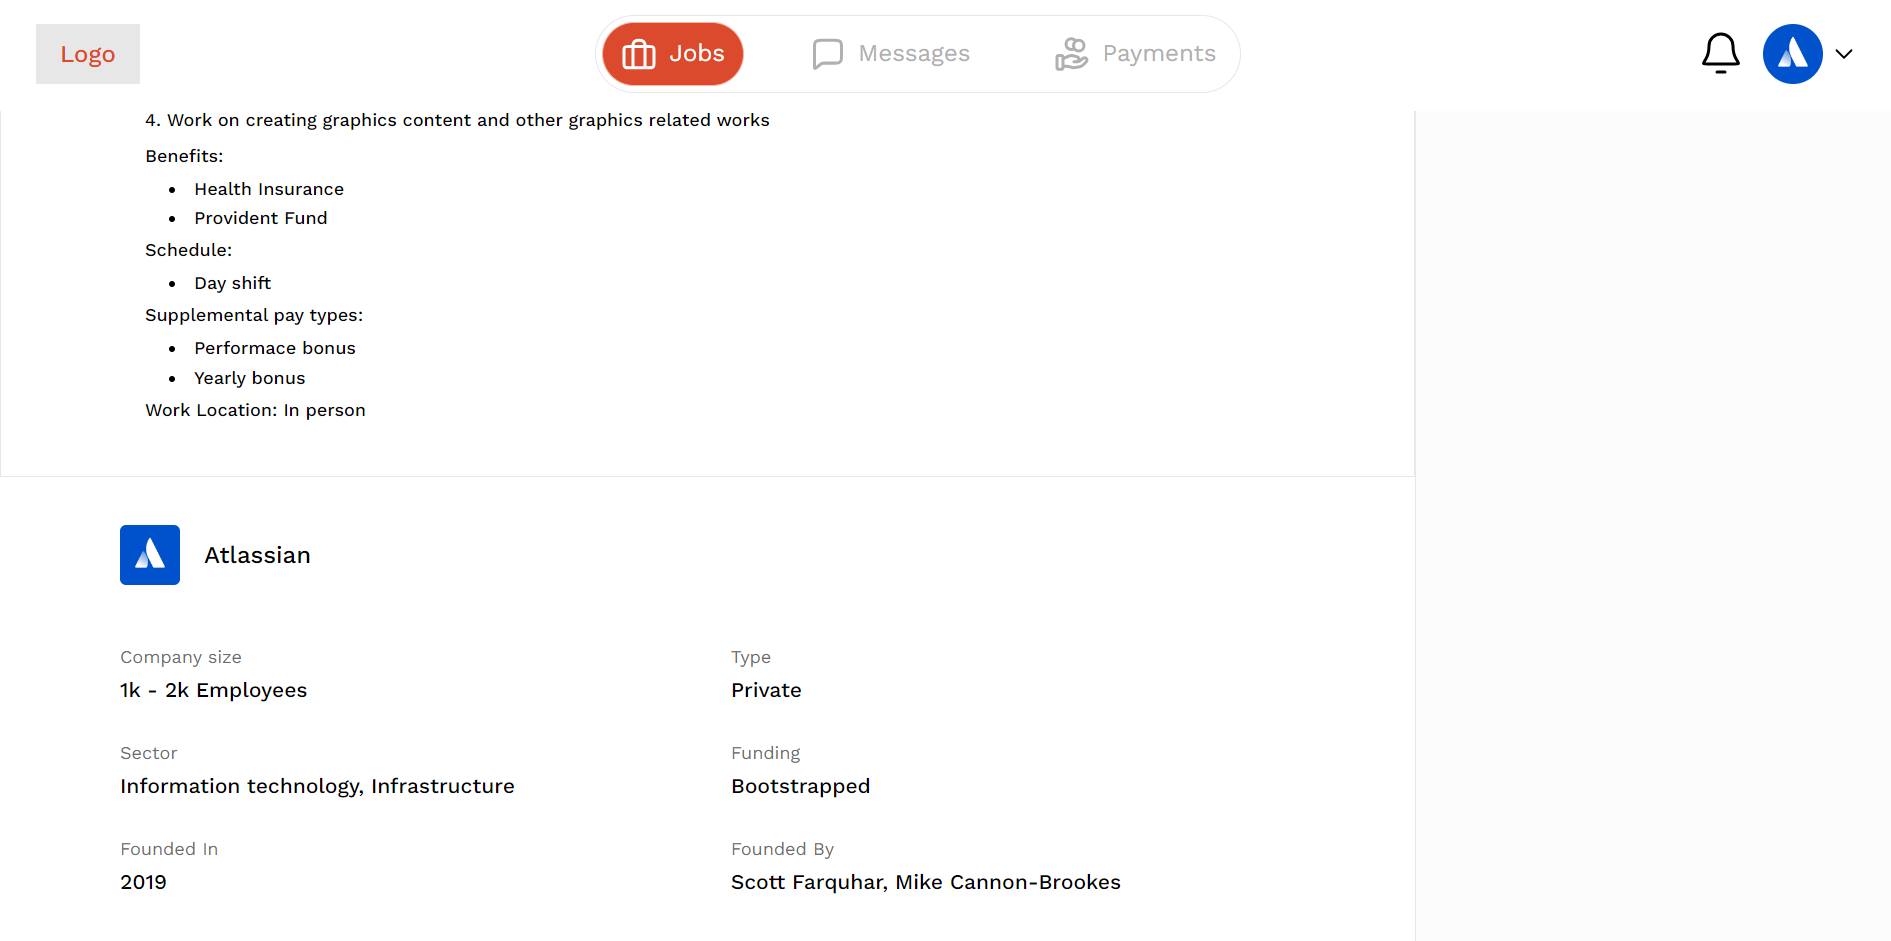 Logo
Jobs
Messages
Payments
4. Work on creating graphics content and other graphics related works
Benefits:
Health Insurance
Provident Fund
Schedule:
Day shift
Supplemental pay types:
Performace bonus
Yearly bonus
Work Location: In person
Atlassian
Company size
Type
1k - 2k Employees
Private
Sector
Funding
Information technology, Infrastructure
Bootstrapped
Founded In
Founded By
2019
Scott Farquhar, Mike Cannon-Brookes